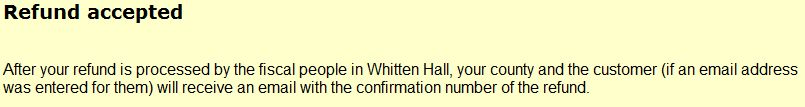 Refund accepted
After your refund is processed by the fiscal people in Whitten Hall, your county and the customer (if an email address
was entered for them) will receive an email with the confirmation number of the refund.